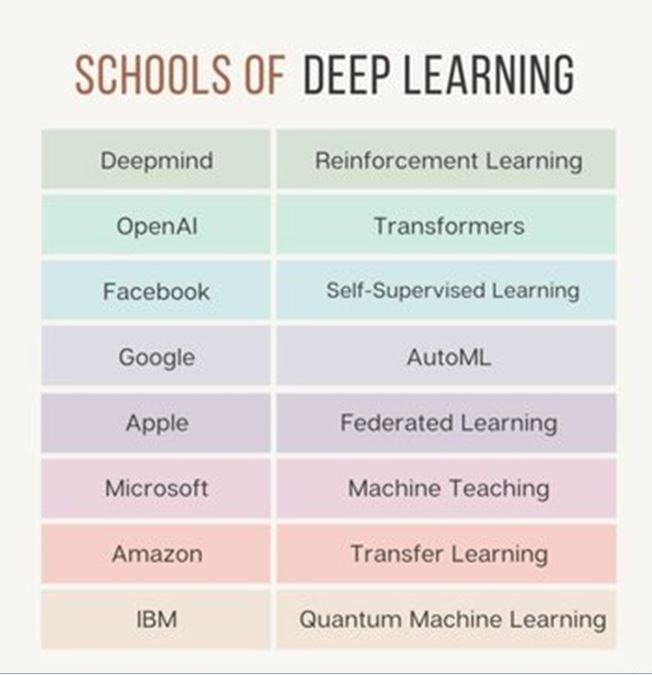 SCHOOLS OF DEEP LEARNING
Deepmind Reinforcement Learning
OpenAI Transformers
Facebook Self-Supervised Learning
Google AutoML
Apple Federated Learning
Microsoft Machine Teaching
Amazon Transfer Learning
IBM Quantum Machine Learning